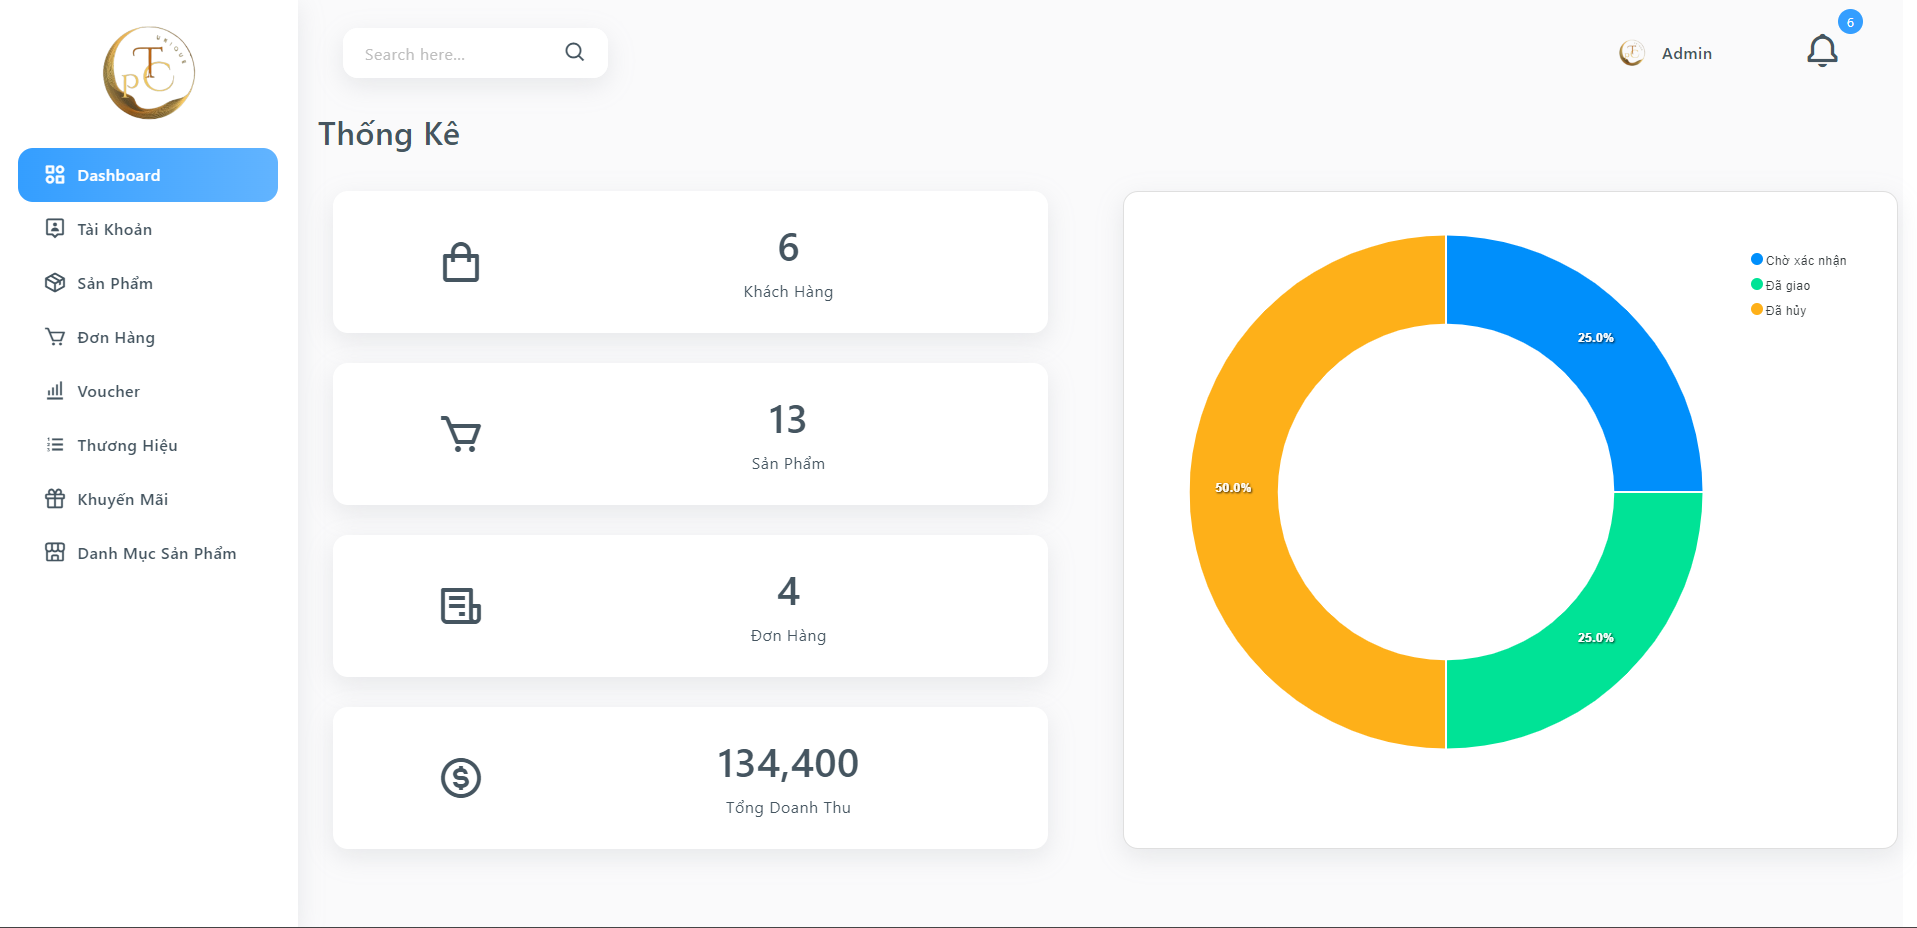 UNIQUE
TPC
Dashboard
Tài Khoản
Sản Phẩm
Đơn Hàng
Voucher
Thương Hiệu
Khuyến Mãi
Danh Mục Sản Phẩm
Search here...
Admin
6
Thống Kê
6
Khách Hàng
13
Sản Phẩm
4
Đơn Hàng
134,400
Tổng Doanh Thu
25.0%
50.0%
25.0%
Chờ xác nhận
Đã giao
Đã hủy